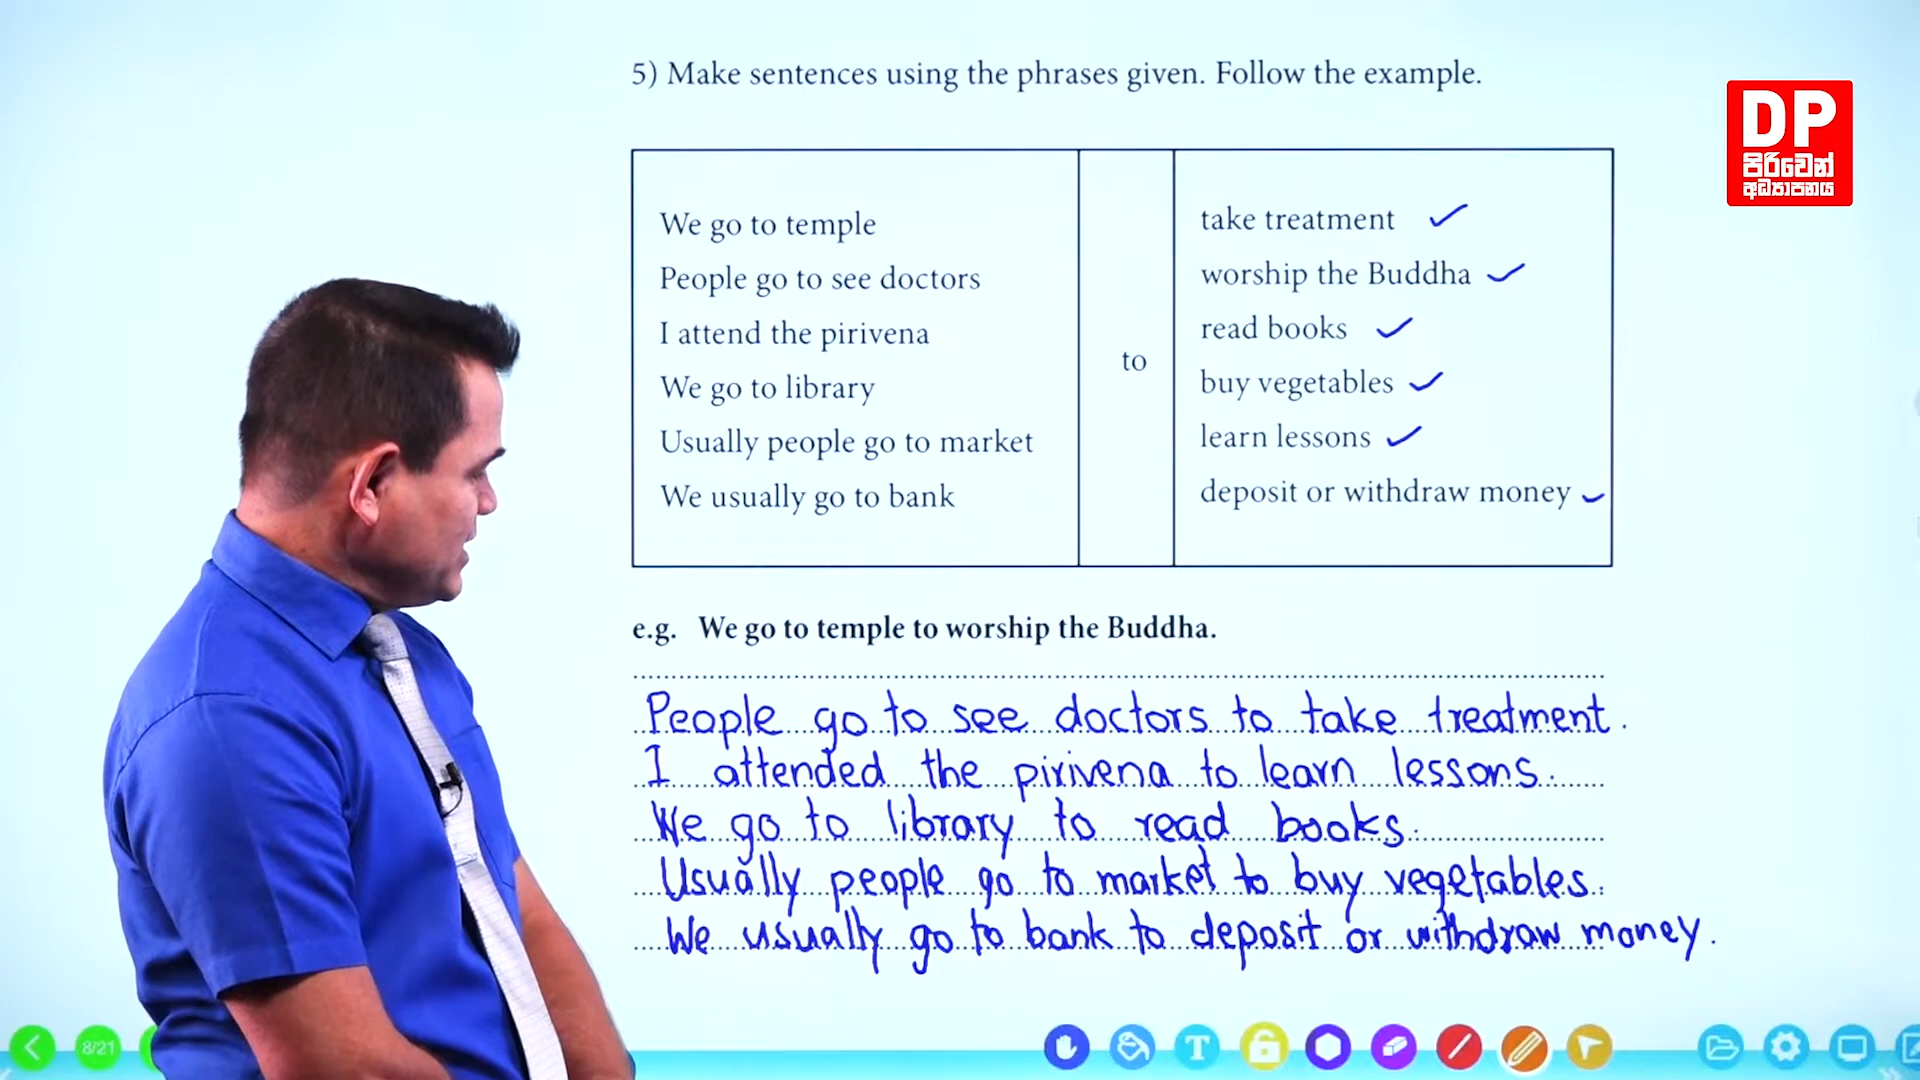 5) Make sentences using the phrases given. Follow the example.
DP
පිරිවෙන්
අධ්‍යාපනය
We go to temple
People go to see doctors
I attend the pirivena
We go to library
Usually people go to market
We usually go to bank
to
take treatment
worship the Buddha
read books
buy vegetables
learn lessons
deposit or withdraw money
e.g. We go to temple to worship the Buddha.
People go to see doctors to take treatment.
I attended the pirivena to learn lessons.
We go to library to read books.
Usually people go to market to buy vegetables.
We usually go to bank to deposit or withdraw money.
8/21
T